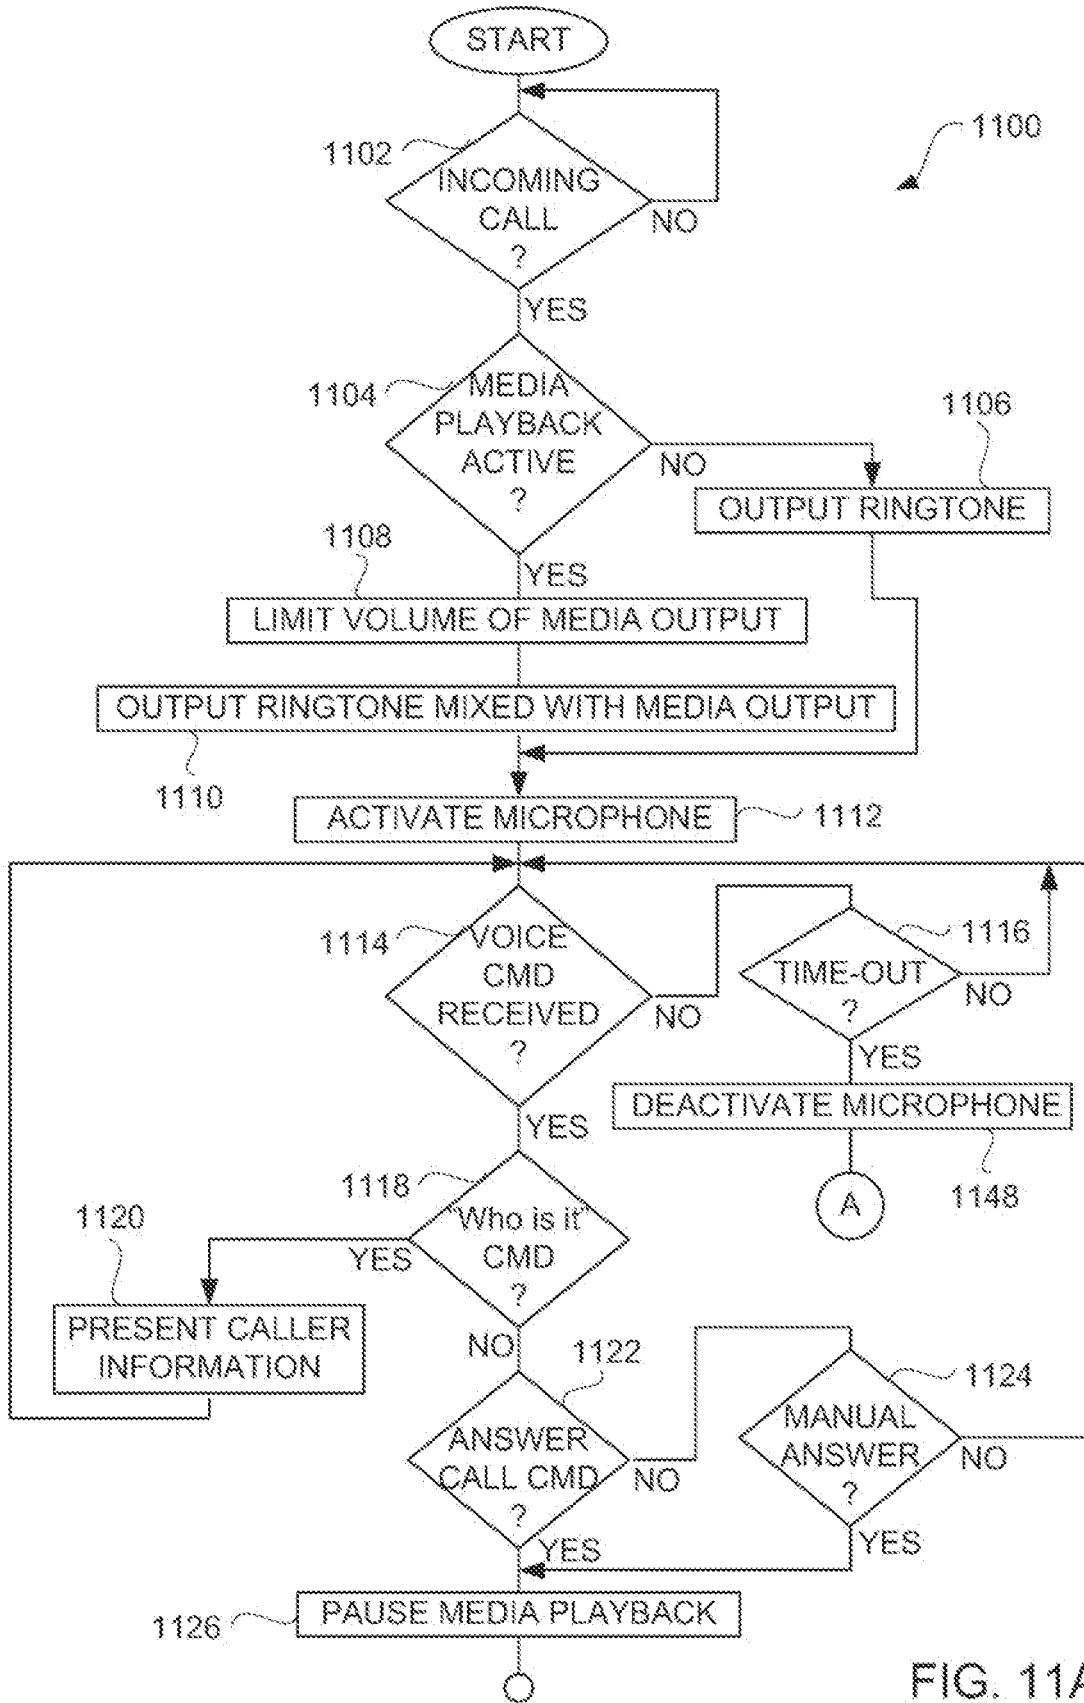 START
1100
1102
INCOMING
CALL
?
NO
YES
1104
MEDIA
PLAYBACK
ACTIVE
?
NO
1106
OUTPUT RINGTONE
1108
YES
LIMIT VOLUME OF MEDIA OUTPUT
OUTPUT RINGTONE MIXED WITH MEDIA OUTPUT
1110
ACTIVATE MICROPHONE
1112
1114
VOICE
CMD
RECEIVED
?
NO
1116
TIME-OUT
?
NO
YES
DEACTIVATE MICROPHONE
1148
A
YES
1118
"Who is it"
CMD
?
YES
1120
PRESENT CALLER
INFORMATION
NO
1122
ANSWER
CALL CMD
?
NO
1124
MANUAL
ANSWER
?
NO
YES
YES
1126
PAUSE MEDIA PLAYBACK
FIG. 11A